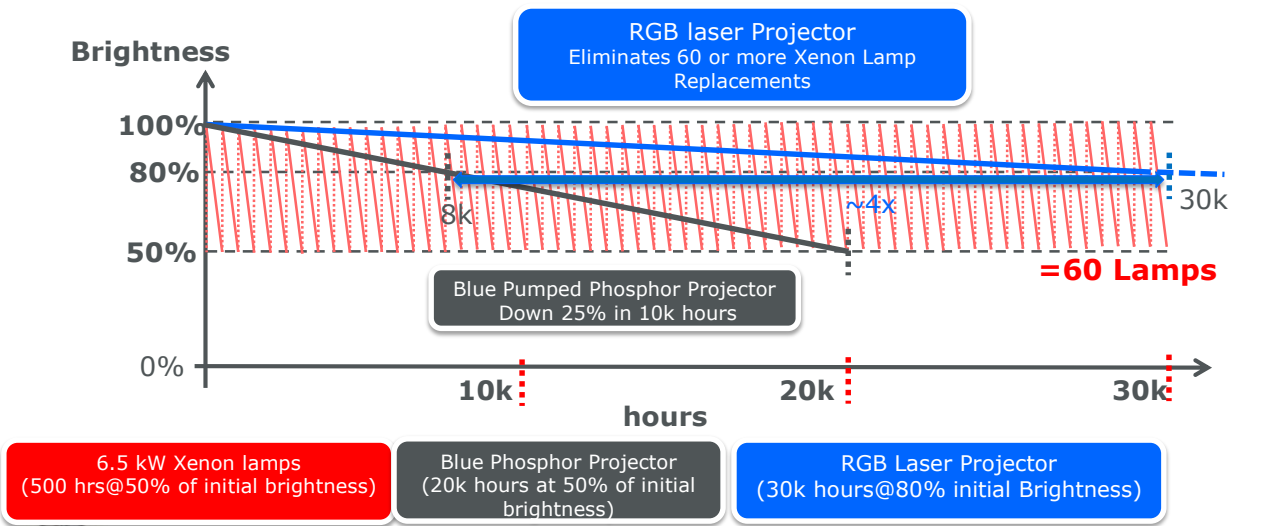 RGB laser Projector
Eliminates 60 or more Xenon Lamp
Replacements
Brightness
100%
80%
8k
~4x
30k
50%
=60 Lamps
Blue Pumped Phosphor Projector
Down 25% in 10k hours
0%
10k
20k
30k
hours
6.5 kW Xenon lamps
(500 hrs@50% of initial brightness)
Blue Phosphor Projector
(20k hours at 50% of initial
brightness)
RGB Laser Projector
(30k hours@80% initial Brightness)